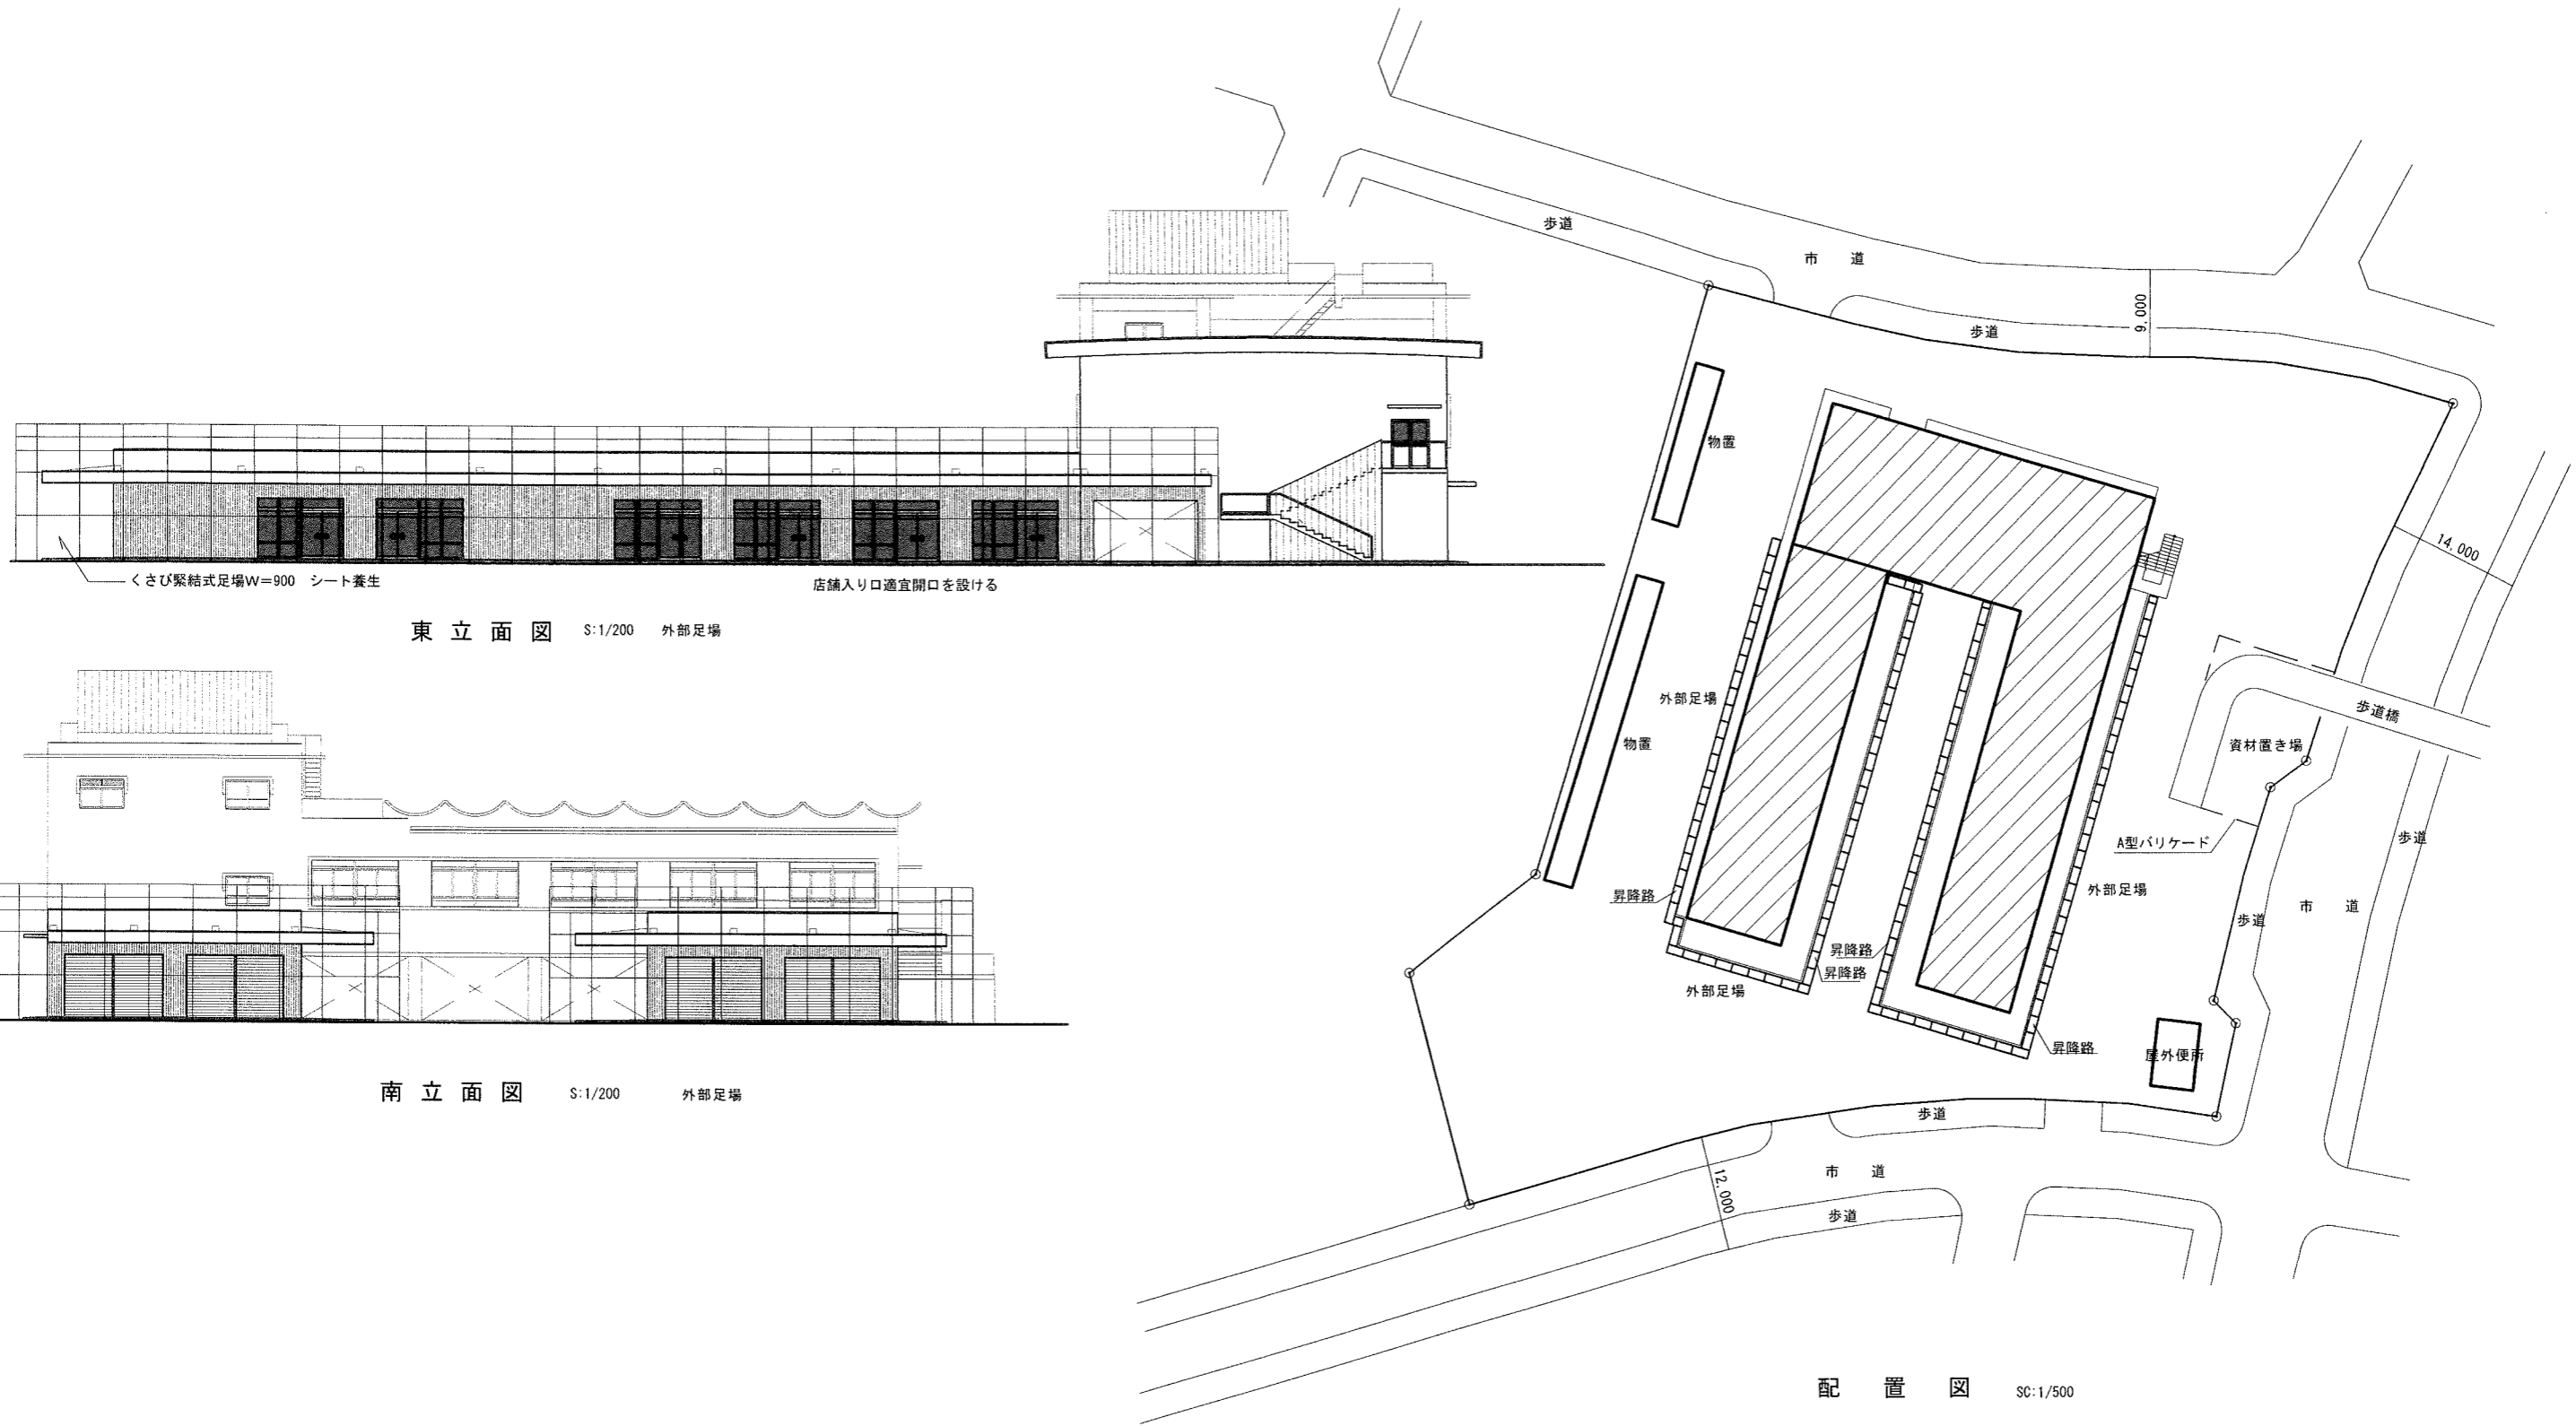 くさび緊結式足場W=900 シート養生
店舗入り口適宜開口を設ける
東 立 面 図 S:1/200 外部足場
南 立 面 図 S:1/200 外部足場
歩道
市 道
歩道
9,000
物置
14,000
外部足場
歩道橋
物置
資材置き場
A型バリケード
歩道
昇降路
外部足場
市 道
歩道
昇降路
昇降路
外部足場
昇降路
屋外便所
歩道
市 道
12,000
歩道
配 置 図 SC:1/500